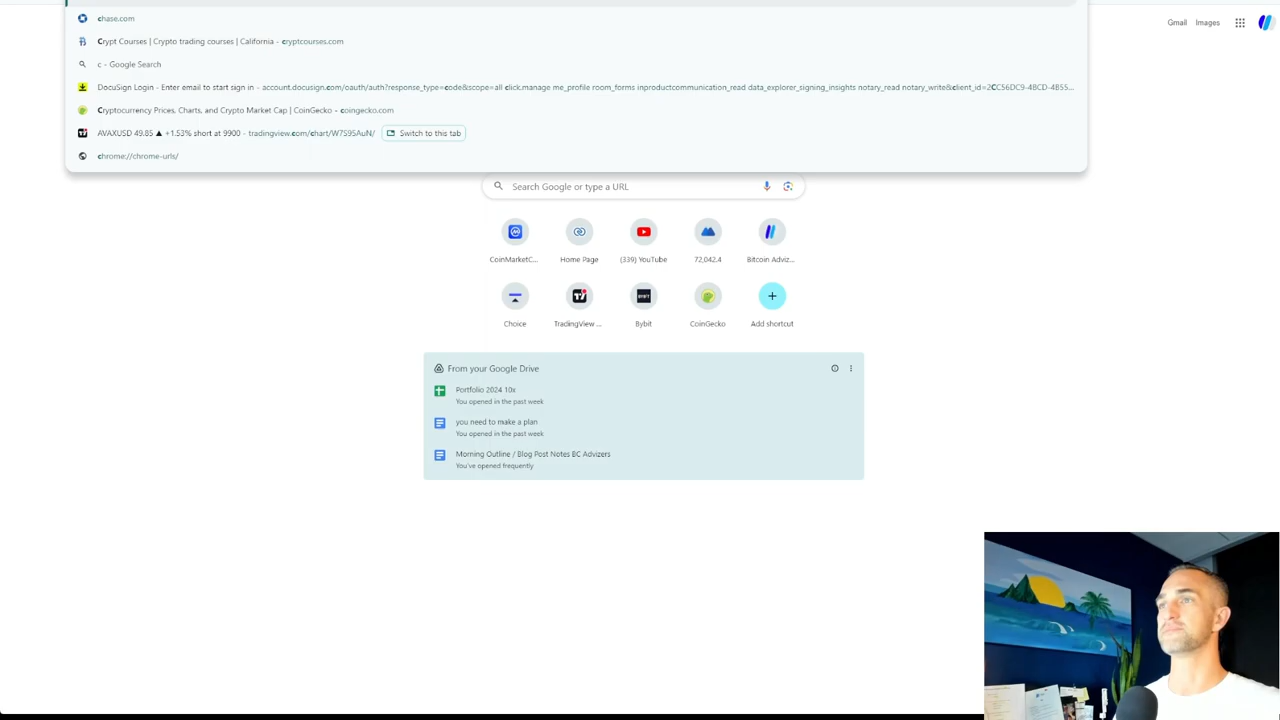 chase.com
Crypt Courses | Crypto trading courses | California - cryptcourses.com
c - Google Search
DocuSign Login - Enter email to start sign in - account.docusign.com/oauth/auth?response_type=code&scope=all click.manage me_profile room_forms inproductcommunication_read data_explorer_signing_insights notary_read notary_write&client_id=2CC56DC9-4BCD-4B55...
Cryptocurrency Prices, Charts, and Crypto Market Cap | CoinGecko - coingecko.com
AVAXUSD 49.85 ▲ +1.53% short at 9900 - tradingview.com/chart/W7S95AuN/ Switch to this tab
chrome://chrome-urls/
Gmail Images
Search Google or type a URL
CoinMarketC... Home Page (339) YouTube 72,042.4 Bitcoin Adviz...
Choice TradingView ... Bybit CoinGecko Add shortcut
From your Google Drive
Portfolio 2024 10x
You opened in the past week
you need to make a plan
You opened in the past week
Morning Outline / Blog Post Notes BC Advizers
You've opened frequently